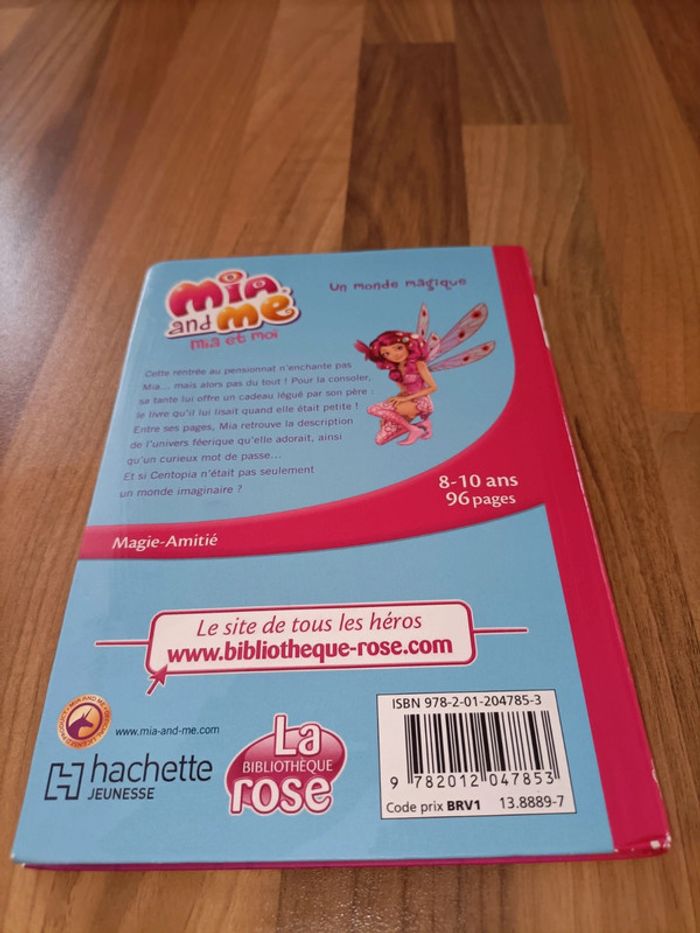 mia
and me
mia et moi
Un monde magique
Cette rentrée au pensionnat n'enchante pas
Mia... mais alors pas du tout ! Pour la consoler,
sa tante lui offre un cadeau légué par son père :
le livre qu'il lui lisait quand elle était petite !
Entre ses pages, Mia retrouve la description
de l'univers féerique qu'elle adorait, ainsi
qu'un curieux mot de passe...
Et si Centopia n'était pas seulement
un monde imaginaire ?
8-10 ans
96 pages
Magie-Amitié
Le site de tous les héros
www.bibliotheque-rose.com
MIA AND ME
OFFICIAL LICENSED PRODUCT
www.mia-and-me.com
hachette
JEUNESSE
La
BIBLIOTHÈQUE
rose
ISBN 978-2-01-204785-3
9 782012 047853
Code prix BRV1 13.8889-7